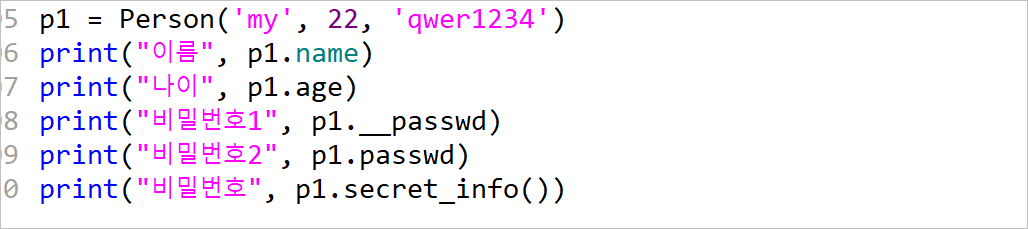 5 p1 = Person('my', 22, 'qwer1234')
6 print("이름", p1.name)
7 print("나이", p1.age)
8 print("비밀번호1", p1.__passwd)
9 print("비밀번호2", p1.passwd)
0 print("비밀번호", p1.secret_info())